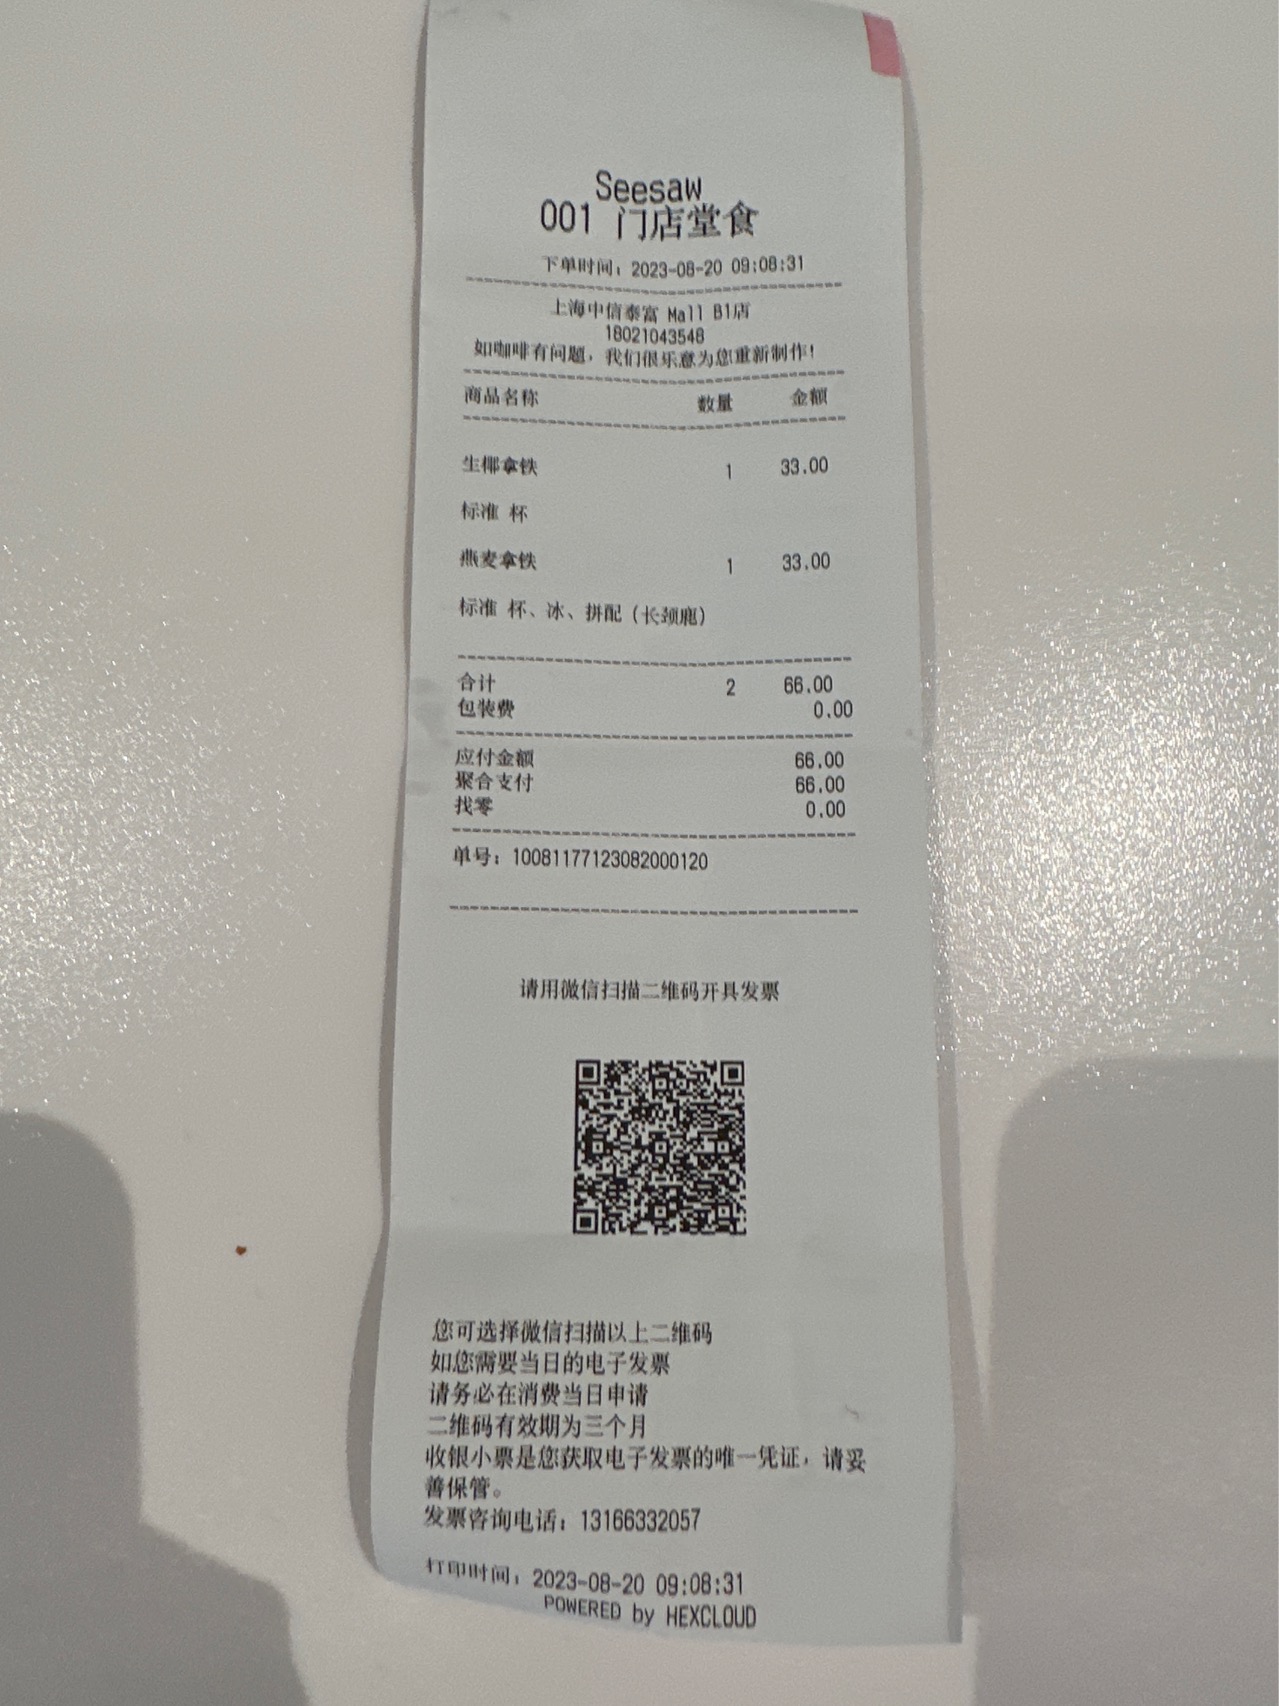 Seesaw
001 门店堂食
下单时间：2023-08-20 09:08:31
上海中信泰富 Mall B1店
18021043548
如咖啡有问题，我们很乐意为您重新制作！
商品名称 数量 金额
生椰拿铁 1 33.00
标准 杯
燕麦拿铁 1 33.00
标准 杯、冰、拼配（长颈鹿）
合计 2 66.00
包装费 0.00
应付金额 66.00
聚合支付 66.00
找零 0.00
单号：10081177123082000120
请用微信扫描二维码开具发票
您可选择微信扫描以上二维码
如您需要当日的电子发票
请务必在消费当日申请
二维码有效期为三个月
收银小票是您获取电子发票的唯一凭证，请妥
善保管。
发票咨询电话：13166332057
打印时间：2023-08-20 09:08:31
POWERED by HEXCLOUD